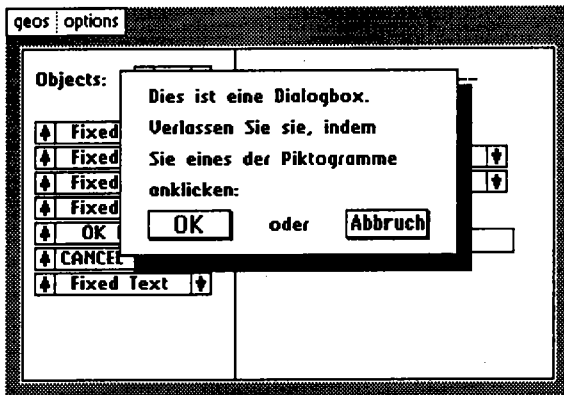 geos options
Objects:
Dies ist eine Dialogbox.
Verlassen Sie sie, indem
Sie eines der Piktogramme
anklicken:
OK oder Abbruch
Fixed
Fixed
Fixed
Fixed
OK
CANCEL
Fixed Text